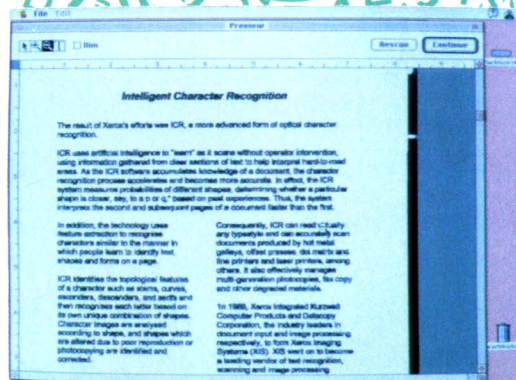 File Edit
Preview
Dim
Rescan
Continue
Intelligent Character Recognition
The result of Xerox's efforts was ICR, a more advanced form of optical character
recognition.
ICR uses artificial intelligence to "learn" as it scans without operator intervention,
using information gathered from clear sections of text to help interpret hard-to-read
areas. As the ICR software accumulates knowledge of a document, the character
recognition process accelerates and becomes more accurate. In effect, the ICR
system measures probabilities of different shapes, determining whether a particular
shape is closer, say, to a p or q," based on past experiences. Thus, the system
interprets the second and subsequent pages of a document faster than the first.
In addition, the technology uses
feature extraction to recognise
characters similar to the manner in
which people learn to identify text,
shapes and forms on a page.
ICR identifies the topological features
of a character such as stems, curves,
ascenders, descenders, and serifs and
then recognises each letter based on
its own unique combination of shapes.
Character images are analysed
according to shape, and shapes which
are altered due to poor reproduction or
photocopying are identified and
corrected.
Consequently, ICR can read virtually
any typestyle and can accurately scan
documents produced by hot metal
galleys, offset presses, dot matrix and
line printers and laser printers, among
others. It also effectively manages
multi-generation photocopies, fax copy
and other degraded materials.
In 1988, Xerox integrated Kurzweil
Computer Products and Datacopy
Corporation, the industry leaders in
document input and image processing
respectively, to form Xerox Imaging
Systems (XIS). XIS went on to become
a leading vendor of text recognition,
scanning and image processing